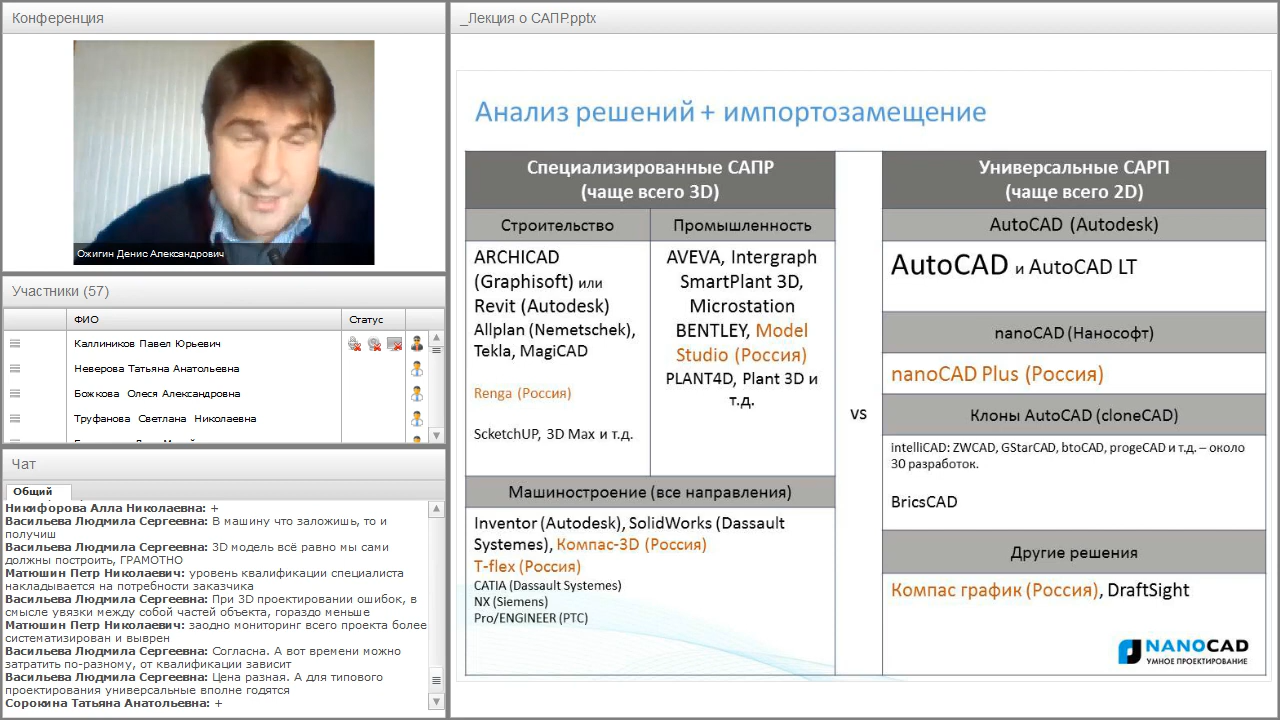 Конференция
Ожигин Денис Александрович
Участники (57)
ФИО
Статус
Каллиников Павел Юрьевич
Неверова Татьяна Анатольевна
Божкова Олеся Александровна
Труфанова Светлана Николаевна
Чат
Общий
Никифорова Алла Николаевна: +
Васильева Людмила Сергеевна: В машину что заложишь, то и
получиш
Васильева Людмила Сергеевна: 3D модель всё равно мы сами
должны построить, ГРАМОТНО
Матюшин Петр Николаевич: уровень квалификации специалиста
накладывается на потребности заказчика
Васильева Людмила Сергеевна: При 3D проектировании ошибок, в
смысле увязки между собой частей объекта, гораздо меньше
Матюшин Петр Николаевич: заодно мониторинг всего проекта более
систематизирован и выврен
Васильева Людмила Сергеевна: Согласна. А вот времени можно
затратить по-разному, от квалификации зависит
Васильева Людмила Сергеевна: Цена разная. А для типового
проектирования универсальные вполне годятся
Сорокина Татьяна Анатольевна: +
_Лекция о САПР.pptx
Анализ решений + импортозамещение
Специализированные САПР
(чаще всего 3D)
Строительство
Промышленность
ARCHICAD
(Graphisoft) или
Revit (Autodesk)
Allplan (Nemetschek),
Tekla, MagiCAD
Renga (Россия)
ScketchUP, 3D Max и т.д.
AVEVA, Intergraph
SmartPlant 3D,
Microstation
BENTLEY, Model
Studio (Россия)
PLANT4D, Plant 3D и
т.д.
Машиностроение (все направления)
Inventor (Autodesk), SolidWorks (Dassault
Systemes), Компас-3D (Россия)
T-flex (Россия)
CATIA (Dassault Systemes)
NX (Siemens)
Pro/ENGINEER (PTC)
vs
Универсальные САРП
(чаще всего 2D)
AutoCAD (Autodesk)
AutoCAD и AutoCAD LT
nanoCAD (Нанософт)
nanoCAD Plus (Россия)
Клоны AutoCAD (cloneCAD)
intelliCAD: ZWCAD, GStarCAD, btoCAD, progeCAD и т.д. – около
30 разработок.
BricsCAD
Другие решения
Компас график (Россия), DraftSight
NANOCAD
УМНОЕ ПРОЕКТИРОВАНИЕ